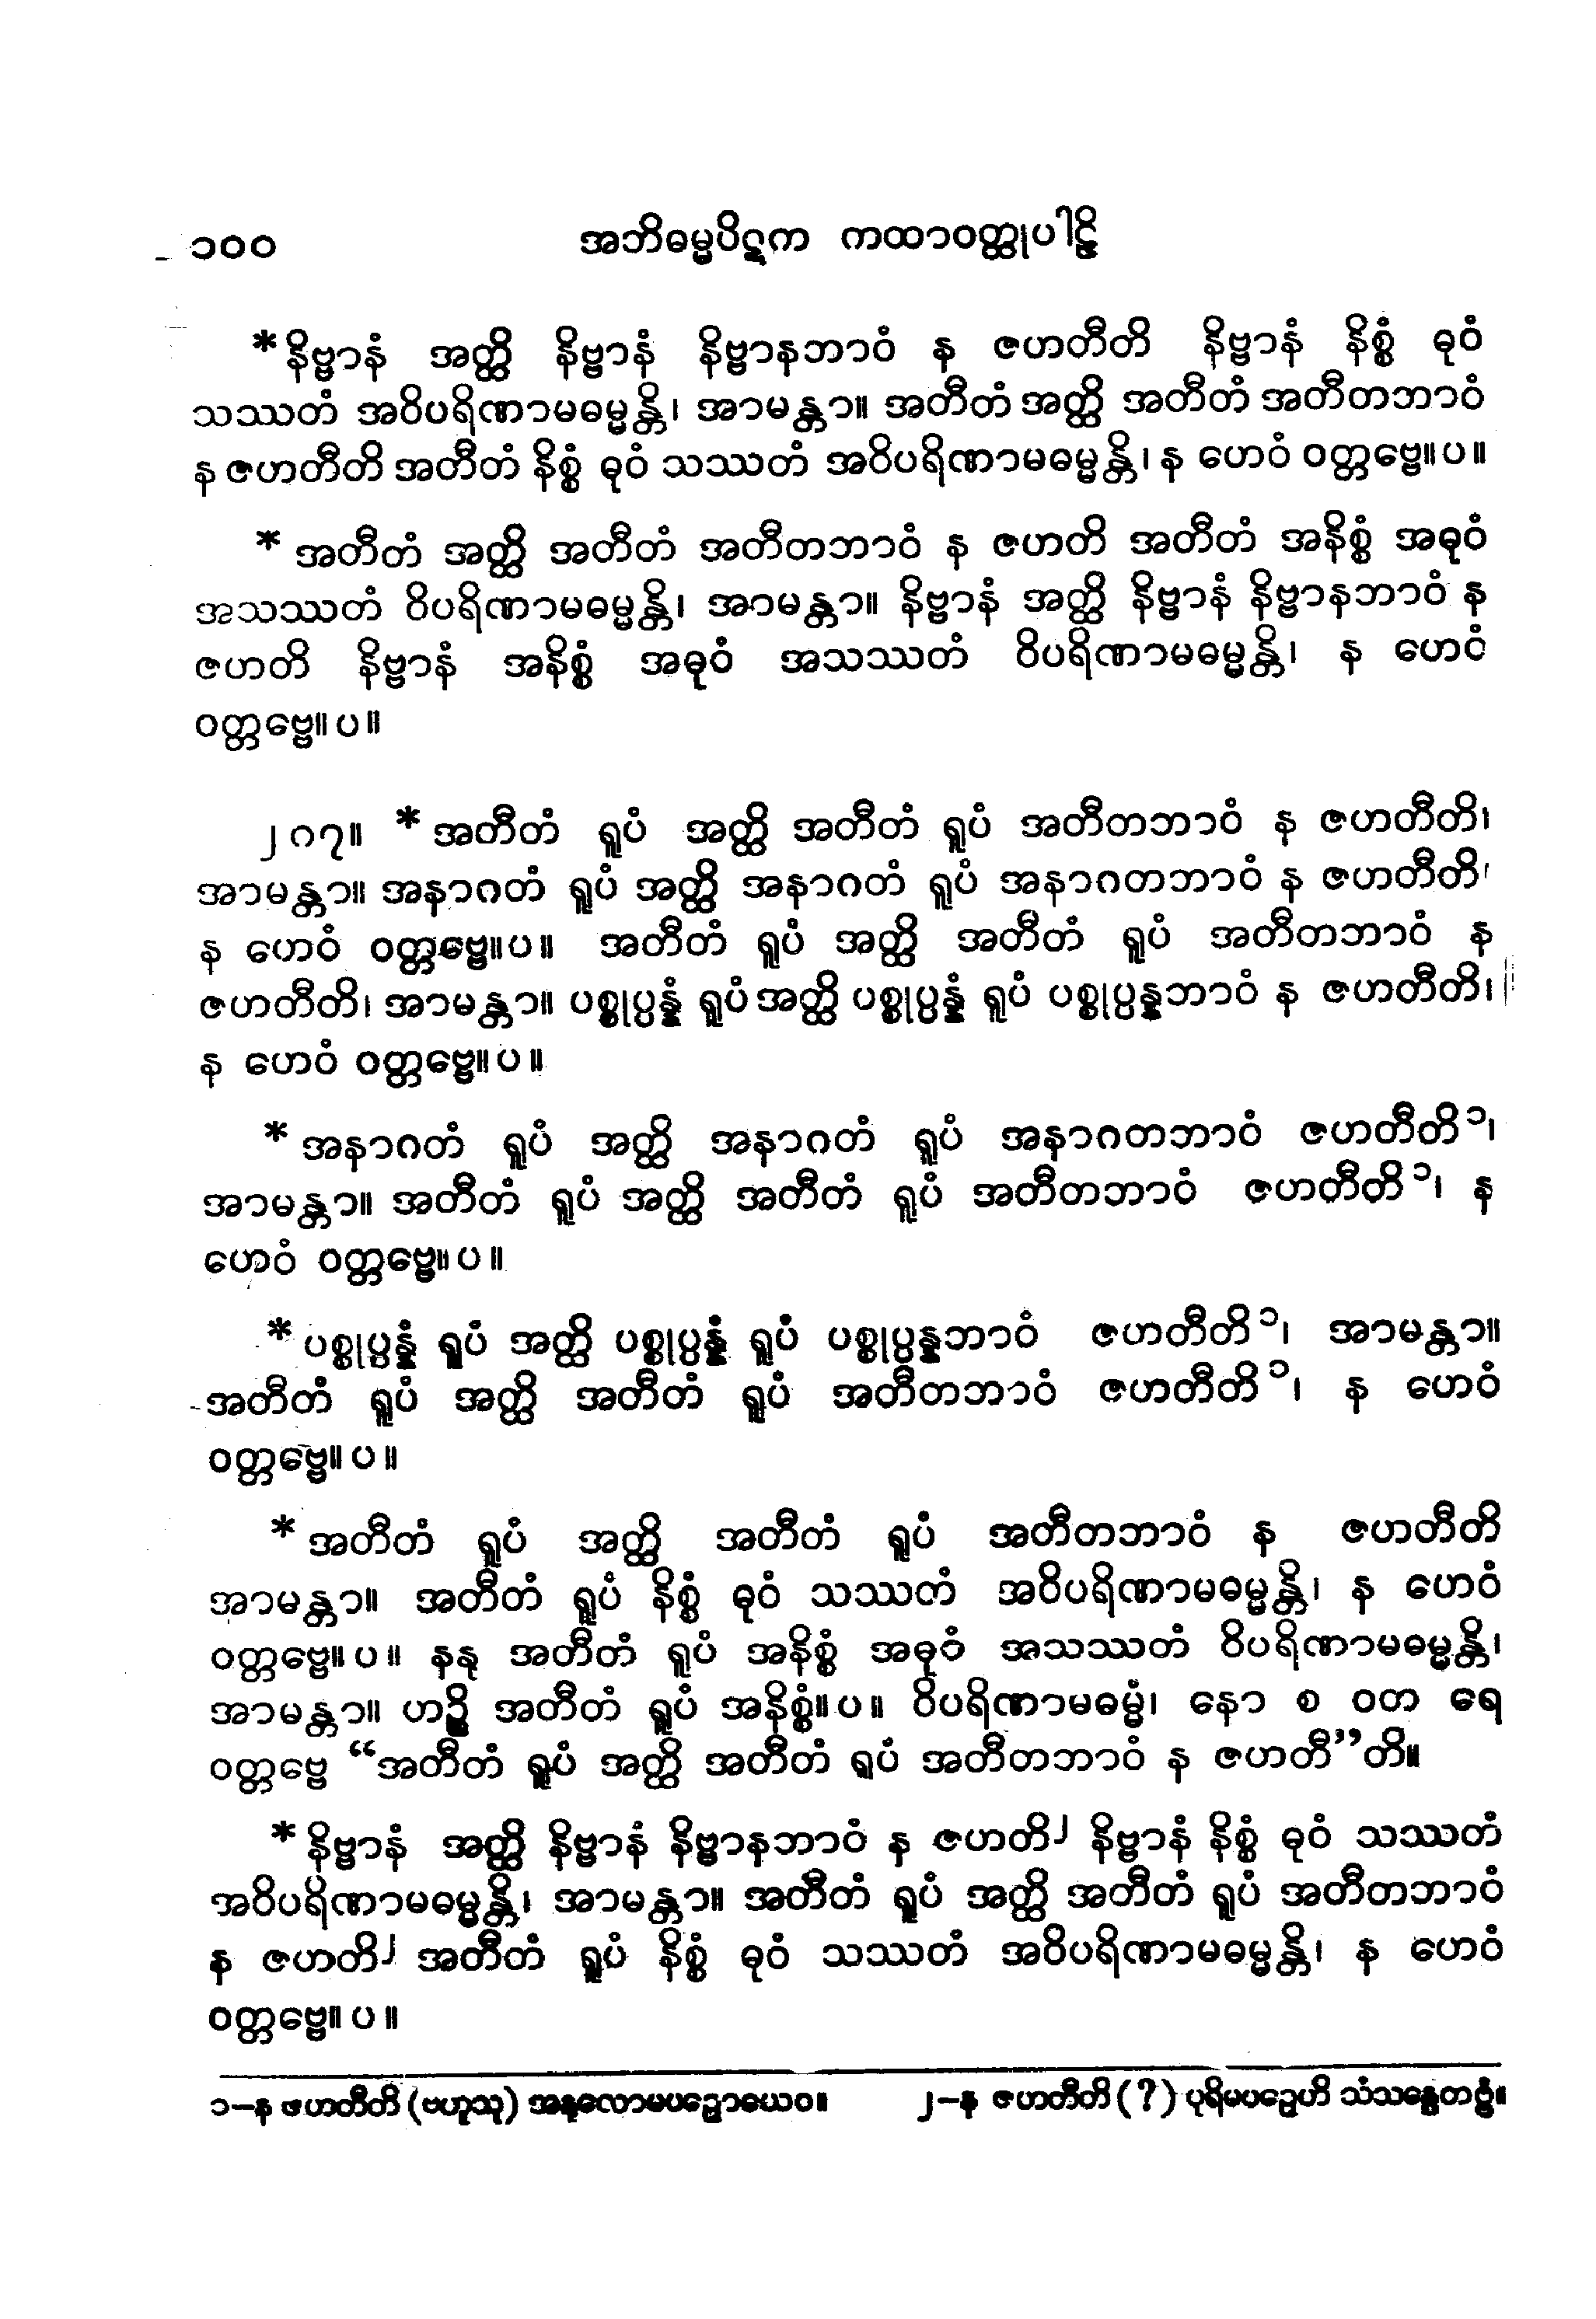 ၁၀၀ အဘိဓမ္မပိဋက ကထာဝတ္ထုပါဠိ
*နိဗ္ဗာနံ အတ္ထိ နိဗ္ဗာနံ နိဗ္ဗာနဘာဝံ န ဇဟတီတိ နိဗ္ဗာနံ နိစ္စံ ဓုဝံ
သဿတံ အဝိပရိဏာမဓမ္မန္တိ၊ အာမန္တာ။ အတီတံ အတ္ထိ အတီတံ အတီတဘာဝံ
န ဇဟတီတိ အတီတံ နိစ္စံ ဓုဝံ သဿတံ အဝိပရိဏာမဓမ္မန္တိ၊ န ဟေဝံ ဝတ္တဗ္ဗေ။ပ။
* အတီတံ အတ္ထိ အတီတံ အတီတဘာဝံ န ဇဟတိ အတီတံ အနိစ္စံ အဓုဝံ
အသဿတံ ဝိပရိဏာမဓမ္မန္တိ၊ အာမန္တာ။ နိဗ္ဗာနံ အတ္ထိ နိဗ္ဗာနံ နိဗ္ဗာနဘာဝံ န
ဇဟတိ နိဗ္ဗာနံ အနိစ္စံ အဓုဝံ အသဿတံ ဝိပရိဏာမဓမ္မန္တိ၊ န ဟေဝံ
ဝတ္တဗ္ဗေ။ပ။
၂၈၇။ *အတီတံ ရူပံ အတ္ထိ အတီတံ ရူပံ အတီတဘာဝံ န ဇဟတီတိ၊
အာမန္တာ။ အနာဂတံ ရူပံ အတ္ထိ အနာဂတံ ရူပံ အနာဂတဘာဝံ န ဇဟတီတိ၊
န ဟေဝံ ဝတ္တဗ္ဗေ။ပ။ အတီတံ ရူပံ အတ္ထိ အတီတံ ရူပံ အတီတဘာဝံ န
ဇဟတီတိ၊ အာမန္တာ။ ပစ္စုပ္ပန္နံ ရူပံ အတ္ထိ ပစ္စုပ္ပန္နံ ရူပံ ပစ္စုပ္ပန္နဘာဝံ န ဇဟတီတိ၊
န ဟေဝံ ဝတ္တဗ္ဗေ။ပ။
* အနာဂတံ ရူပံ အတ္ထိ အနာဂတံ ရူပံ အနာဂတဘာဝံ ဇဟတီတိ၁၊
အာမန္တာ။ အတီတံ ရူပံ အတ္ထိ အတီတံ ရူပံ အတီတဘာဝံ ဇဟတီတိ၁၊ န
ဟေဝံ ဝတ္တဗ္ဗေ။ပ။
*ပစ္စုပ္ပန္နံ ရူပံ အတ္ထိ ပစ္စုပ္ပန္နံ ရူပံ ပစ္စုပ္ပန္နဘာဝံ ဇဟတီတိ၁၊ အာမန္တာ။
အတီတံ ရူပံ အတ္ထိ အတီတံ ရူပံ အတီတဘာဝံ ဇဟတီတိ၁၊ န ဟေဝံ
ဝတ္တဗ္ဗေ။ပ။
*အတီတံ ရူပံ အတ္ထိ အတီတံ ရူပံ အတီတဘာဝံ န ဇဟတီတိ
အာမန္တာ။ အတီတံ ရူပံ နိစ္စံ ဓုဝံ သဿတံ အဝိပရိဏာမဓမ္မန္တိ၊ န ဟေဝံ
ဝတ္တဗ္ဗေ။ပ။ နနု အတီတံ ရူပံ အနိစ္စံ အဓုဝံ အသဿတံ ဝိပရိဏာမဓမ္မန္တိ၊
အာမန္တာ။ ဟဉ္စိ အတီတံ ရူပံ အနိစ္စံ။ပ။ ဝိပရိဏာမဓမ္မံ၊ နော စ ဝတ ရေ
ဝတ္တဗ္ဗေ “အတီတံ ရူပံ အတ္ထိ အတီတံ ရူပံ အတီတဘာဝံ န ဇဟတီ”တိ။
*နိဗ္ဗာနံ အတ္ထိ နိဗ္ဗာနံ နိဗ္ဗာနဘာဝံ န ဇဟတိ၂ နိဗ္ဗာနံ နိစ္စံ ဓုဝံ သဿတံ
အဝိပရိဏာမဓမ္မန္တိ၊ အာမန္တာ။ အတီတံ ရူပံ အတ္ထိ အတီတံ ရူပံ အတီတဘာဝံ
န ဇဟတိ၂ အတီတံ ရူပံ နိစ္စံ ဓုဝံ သဿတံ အဝိပရိဏာမဓမ္မန္တိ၊ န ဟေဝံ
ဝတ္တဗ္ဗေ။ပ။
၁–န ဇဟတီတိ (ဗဟူသု) အနုလောမပဉှောယေဝ။ ၂–န ဇဟတီတိ (?) ပုရိမပဉှေဟိ သံသန္ဒေတဗ္ဗံ။